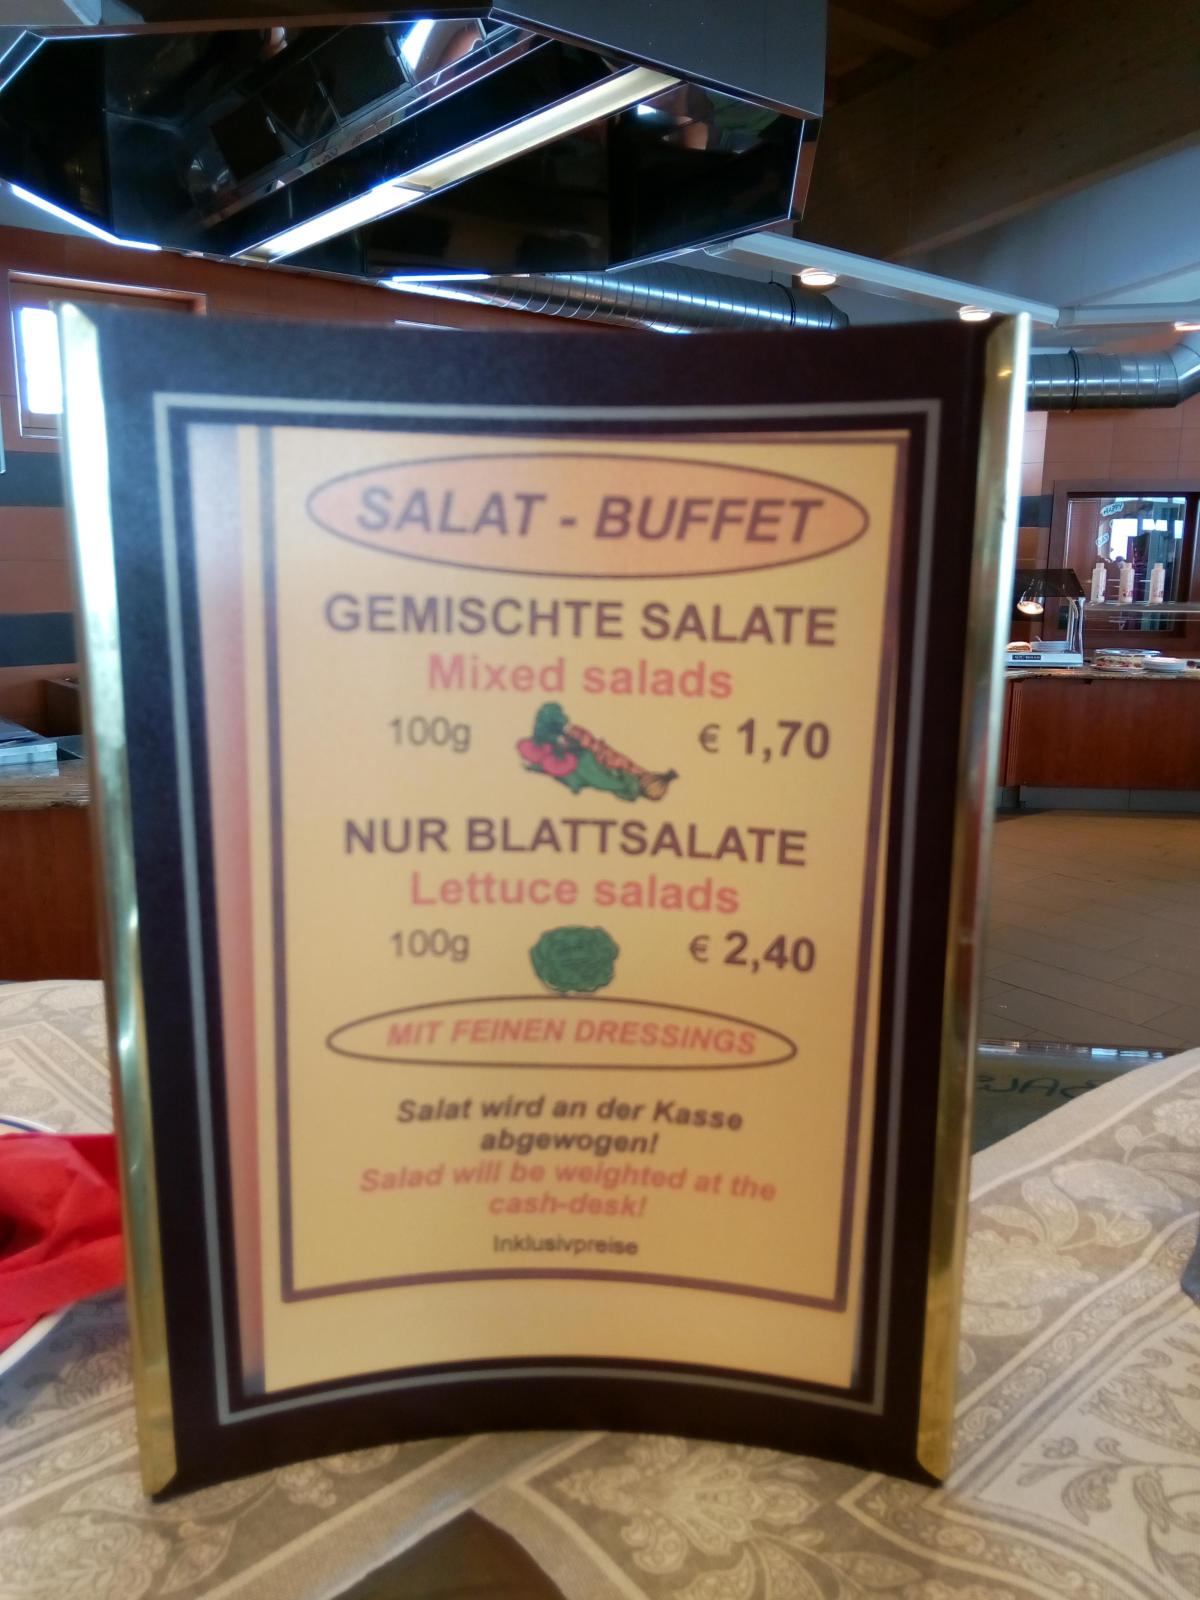 SALAT - BUFFET
GEMISCHTE SALATE
Mixed salads
100g € 1,70
NUR BLATTSALATE
Lettuce salads
100g € 2,40
MIT FEINEN DRESSINGS
Salat wird an der Kasse
abgewogen!
Salad will be weighted at the
cash-desk!
Inklusivpreise